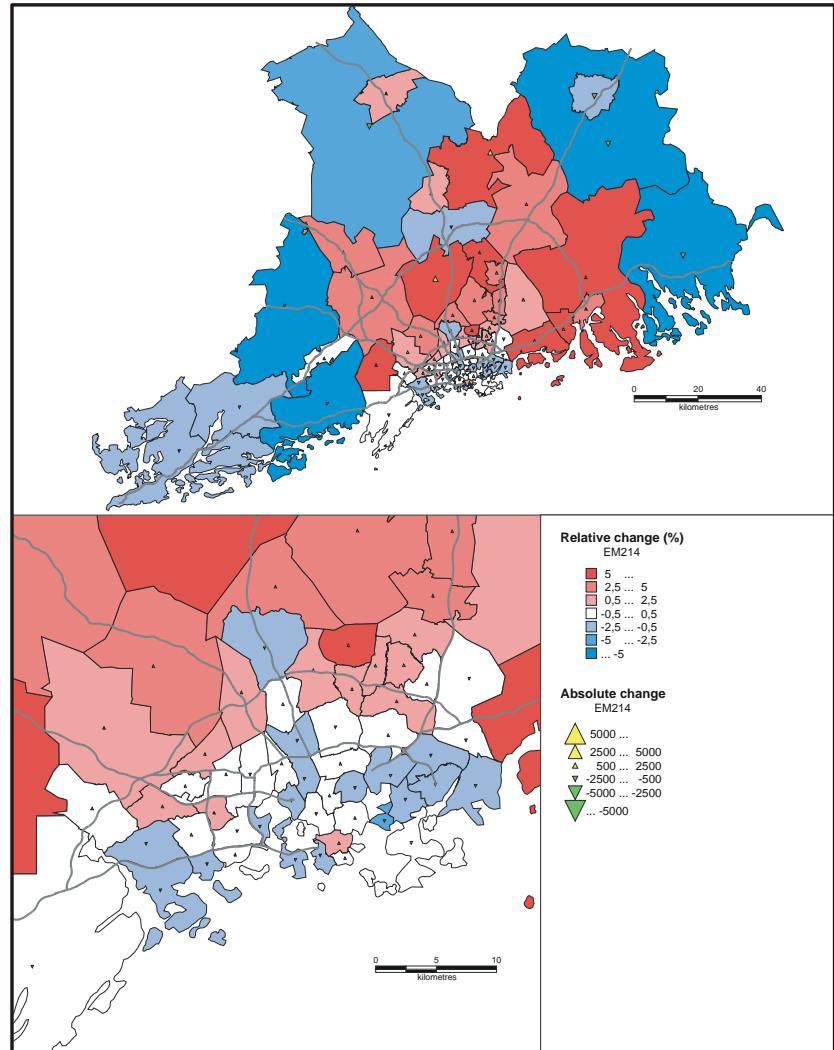 0 20 40
kilometres
Relative change (%)
EM214
5 ...
2,5 ... 5
0,5 ... 2,5
-0,5 ... 0,5
-2,5 ... -0,5
-5 ... -2,5
... -5
Absolute change
EM214
5000 ...
2500 ... 5000
500 ... 2500
-2500 ... -500
-5000 ... -2500
... -5000
0 5 10
kilometres